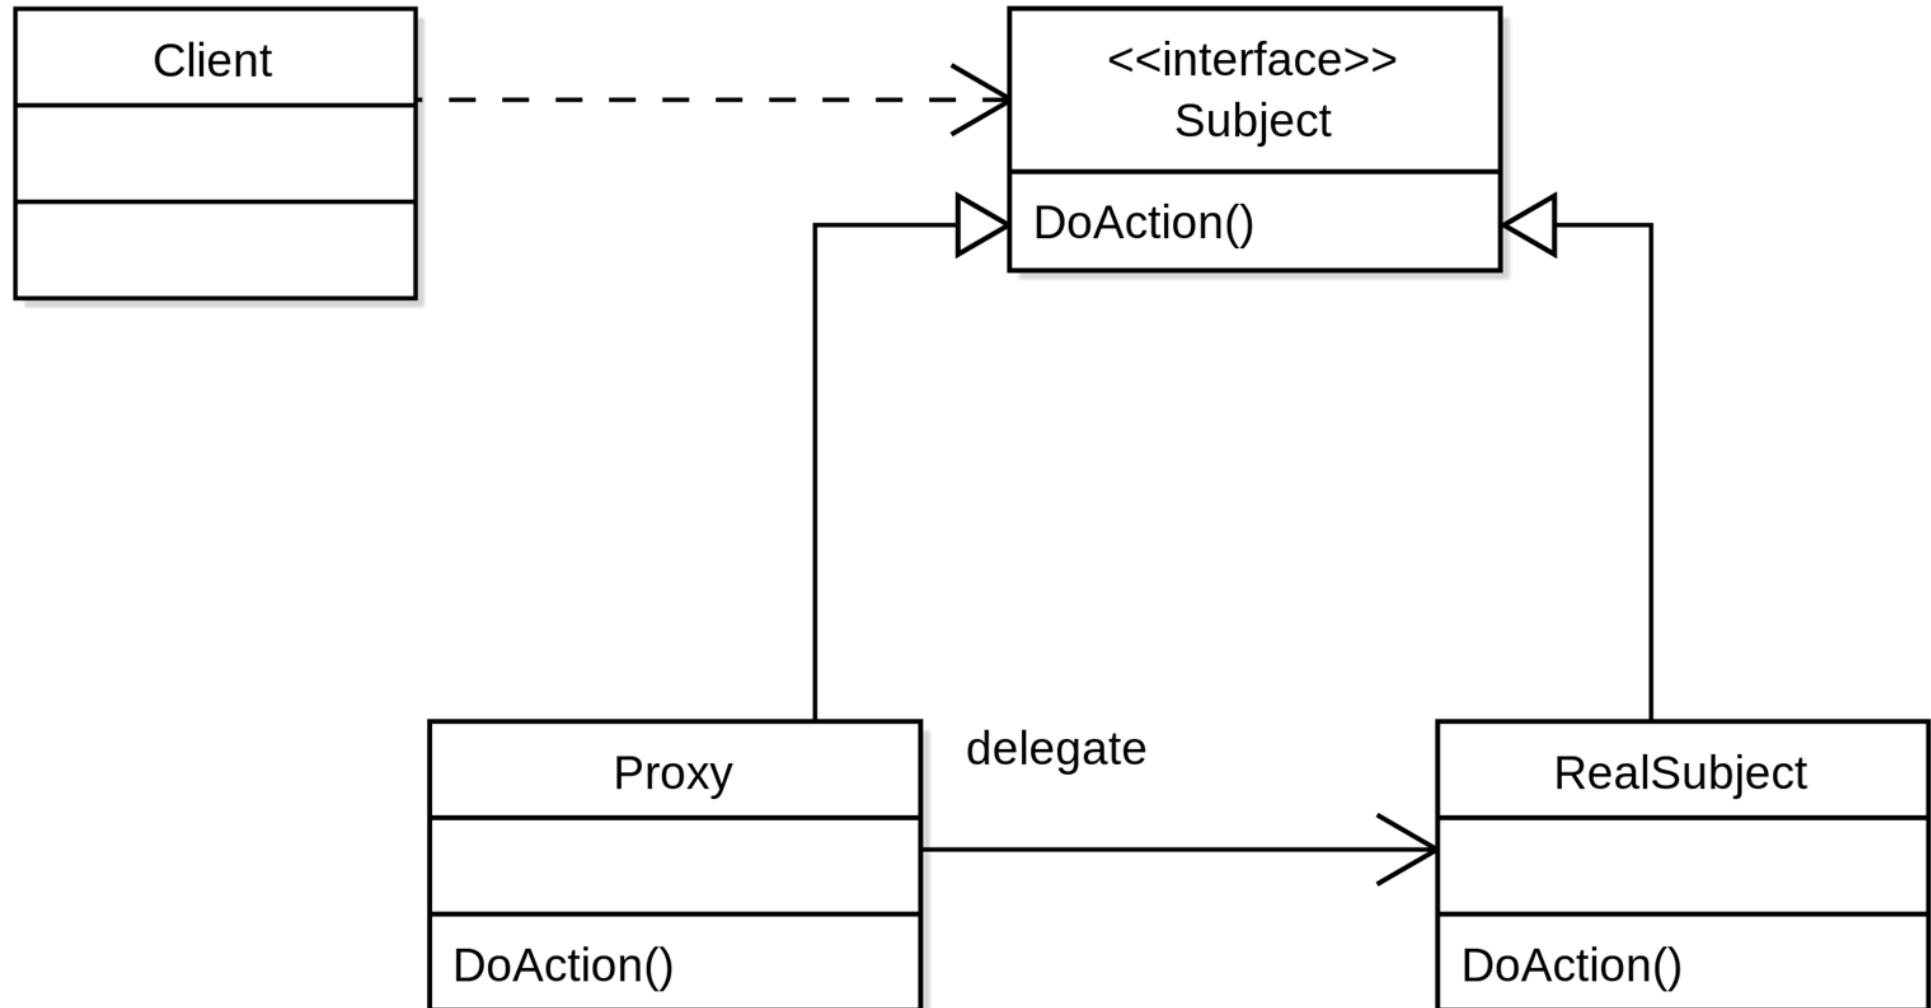 Client
<<interface>>
Subject
DoAction()
Proxy
DoAction()
delegate
RealSubject
DoAction()